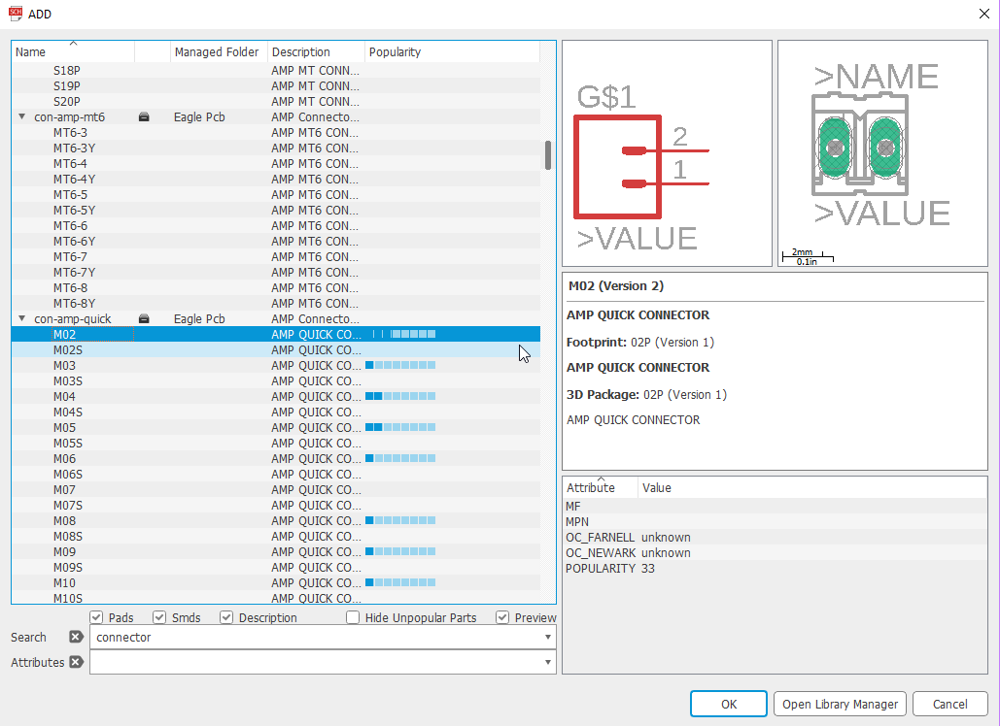 SCH ADD
Name Managed Folder Description Popularity
S18P AMP MT CONN...
S19P AMP MT CONN...
S20P AMP MT CONN...
con-amp-mt6 Eagle Pcb AMP Connecto...
MT6-3 AMP MT6 CON...
MT6-3Y AMP MT6 CON...
MT6-4 AMP MT6 CON...
MT6-4Y AMP MT6 CON...
MT6-5 AMP MT6 CON...
MT6-5Y AMP MT6 CON...
MT6-6 AMP MT6 CON...
MT6-6Y AMP MT6 CON...
MT6-7 AMP MT6 CON...
MT6-7Y AMP MT6 CON...
MT6-8 AMP MT6 CON...
MT6-8Y AMP MT6 CON...
con-amp-quick Eagle Pcb AMP Connecto...
M02 AMP QUICK CO...
M02S AMP QUICK CO...
M03 AMP QUICK CO...
M03S AMP QUICK CO...
M04 AMP QUICK CO...
M04S AMP QUICK CO...
M05 AMP QUICK CO...
M05S AMP QUICK CO...
M06 AMP QUICK CO...
M06S AMP QUICK CO...
M07 AMP QUICK CO...
M07S AMP QUICK CO...
M08 AMP QUICK CO...
M08S AMP QUICK CO...
M09 AMP QUICK CO...
M09S AMP QUICK CO...
M10 AMP QUICK CO...
M10S AMP QUICK CO...
Pads Smds Description Hide Unpopular Parts Preview
Search connector
Attributes
G$1
2
1
>VALUE
>NAME
>VALUE
2mm
0.1in
M02 (Version 2)
AMP QUICK CONNECTOR
Footprint: 02P (Version 1)
AMP QUICK CONNECTOR
3D Package: 02P (Version 1)
AMP QUICK CONNECTOR
Attribute Value
MF
MPN
OC_FARNELL unknown
OC_NEWARK unknown
POPULARITY 33
OK Open Library Manager Cancel